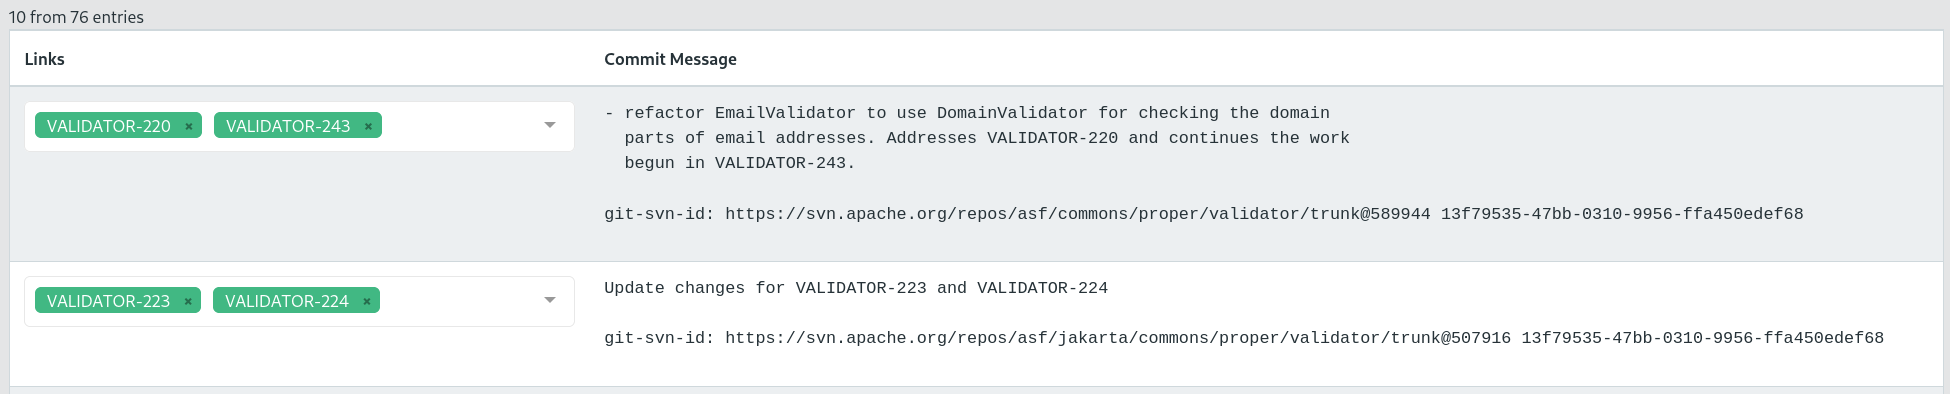 10 from 76 entries
Links Commit Message
VALIDATOR-220 × VALIDATOR-243 ×
- refactor EmailValidator to use DomainValidator for checking the domain
parts of email addresses. Addresses VALIDATOR-220 and continues the work
begun in VALIDATOR-243.
git-svn-id: https://svn.apache.org/repos/asf/commons/proper/validator/trunk@589944 13f79535-47bb-0310-9956-ffa450edef68
VALIDATOR-223 × VALIDATOR-224 ×
Update changes for VALIDATOR-223 and VALIDATOR-224
git-svn-id: https://svn.apache.org/repos/asf/jakarta/commons/proper/validator/trunk@507916 13f79535-47bb-0310-9956-ffa450edef68